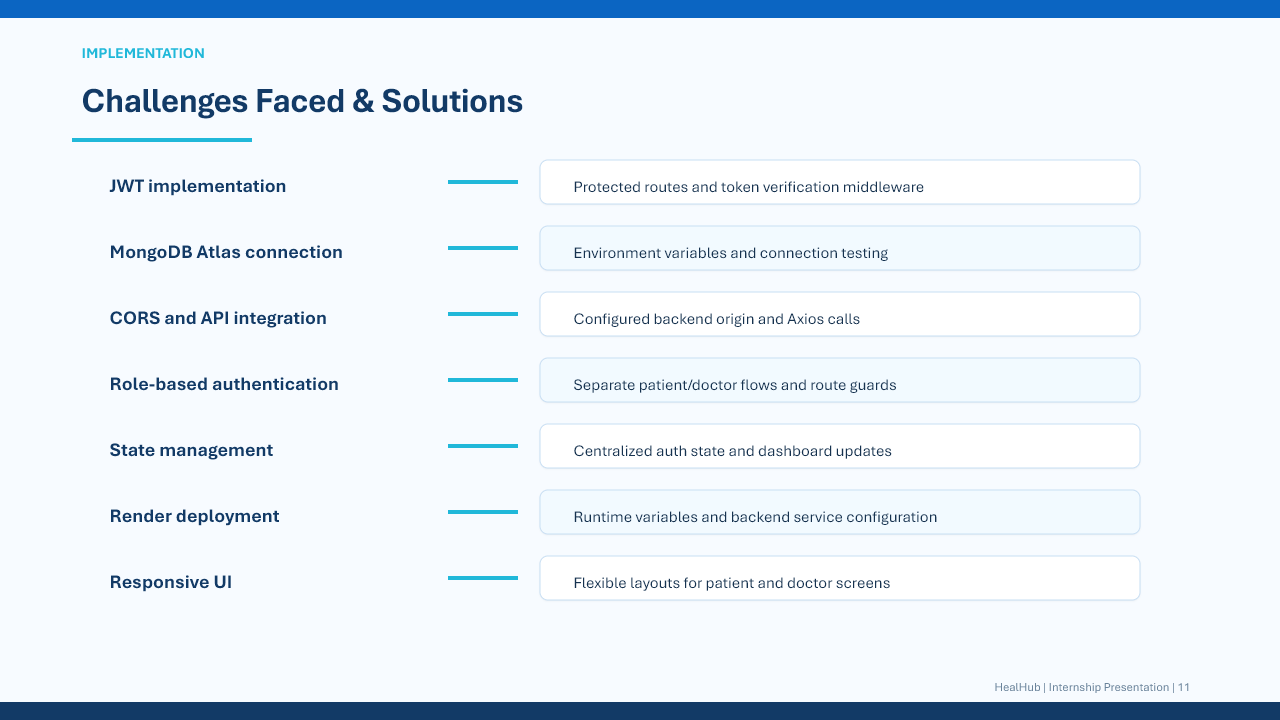 IMPLEMENTATION
Challenges Faced & Solutions
JWT implementation
Protected routes and token verification middleware
MongoDB Atlas connection
Environment variables and connection testing
CORS and API integration
Configured backend origin and Axios calls
Role-based authentication
Separate patient/doctor flows and route guards
State management
Centralized auth state and dashboard updates
Render deployment
Runtime variables and backend service configuration
Responsive UI
Flexible layouts for patient and doctor screens
HealHub | Internship Presentation | 11